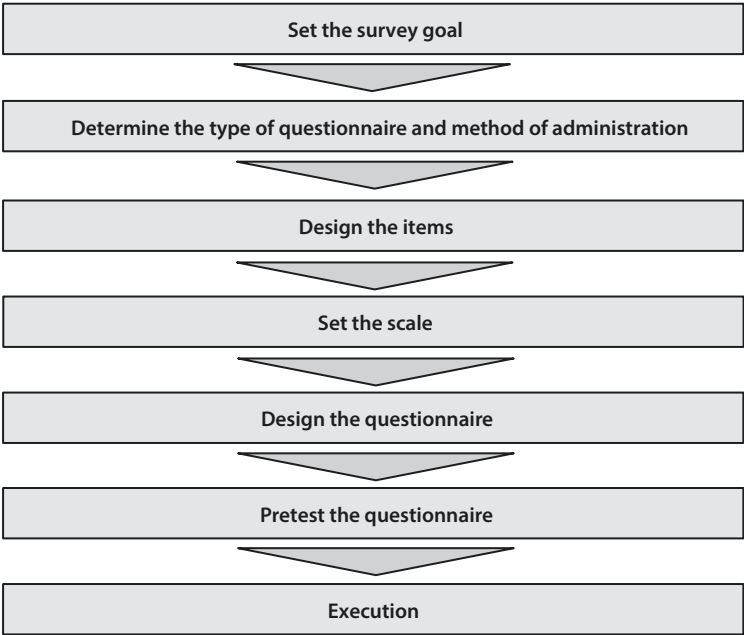 Set the survey goal
Determine the type of questionnaire and method of administration
Design the items
Set the scale
Design the questionnaire
Pretest the questionnaire
Execution